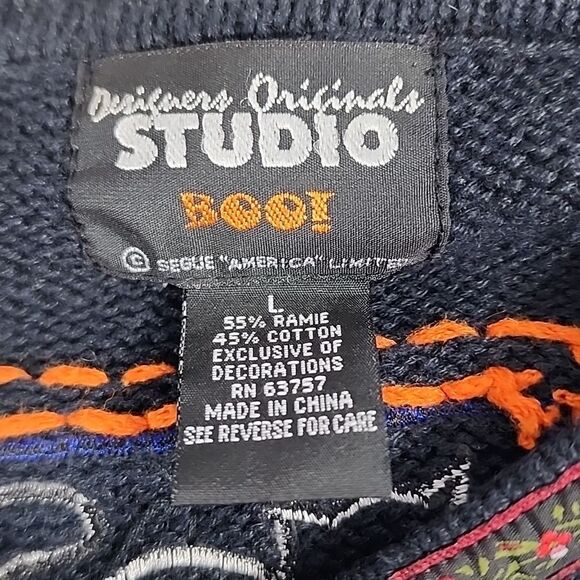 Designers Originals
STUDIO
BOO!
© SEGUE "AMERICA" LIMITED
L
55% RAMIE
45% COTTON
EXCLUSIVE OF
DECORATIONS
RN 63757
MADE IN CHINA
SEE REVERSE FOR CARE